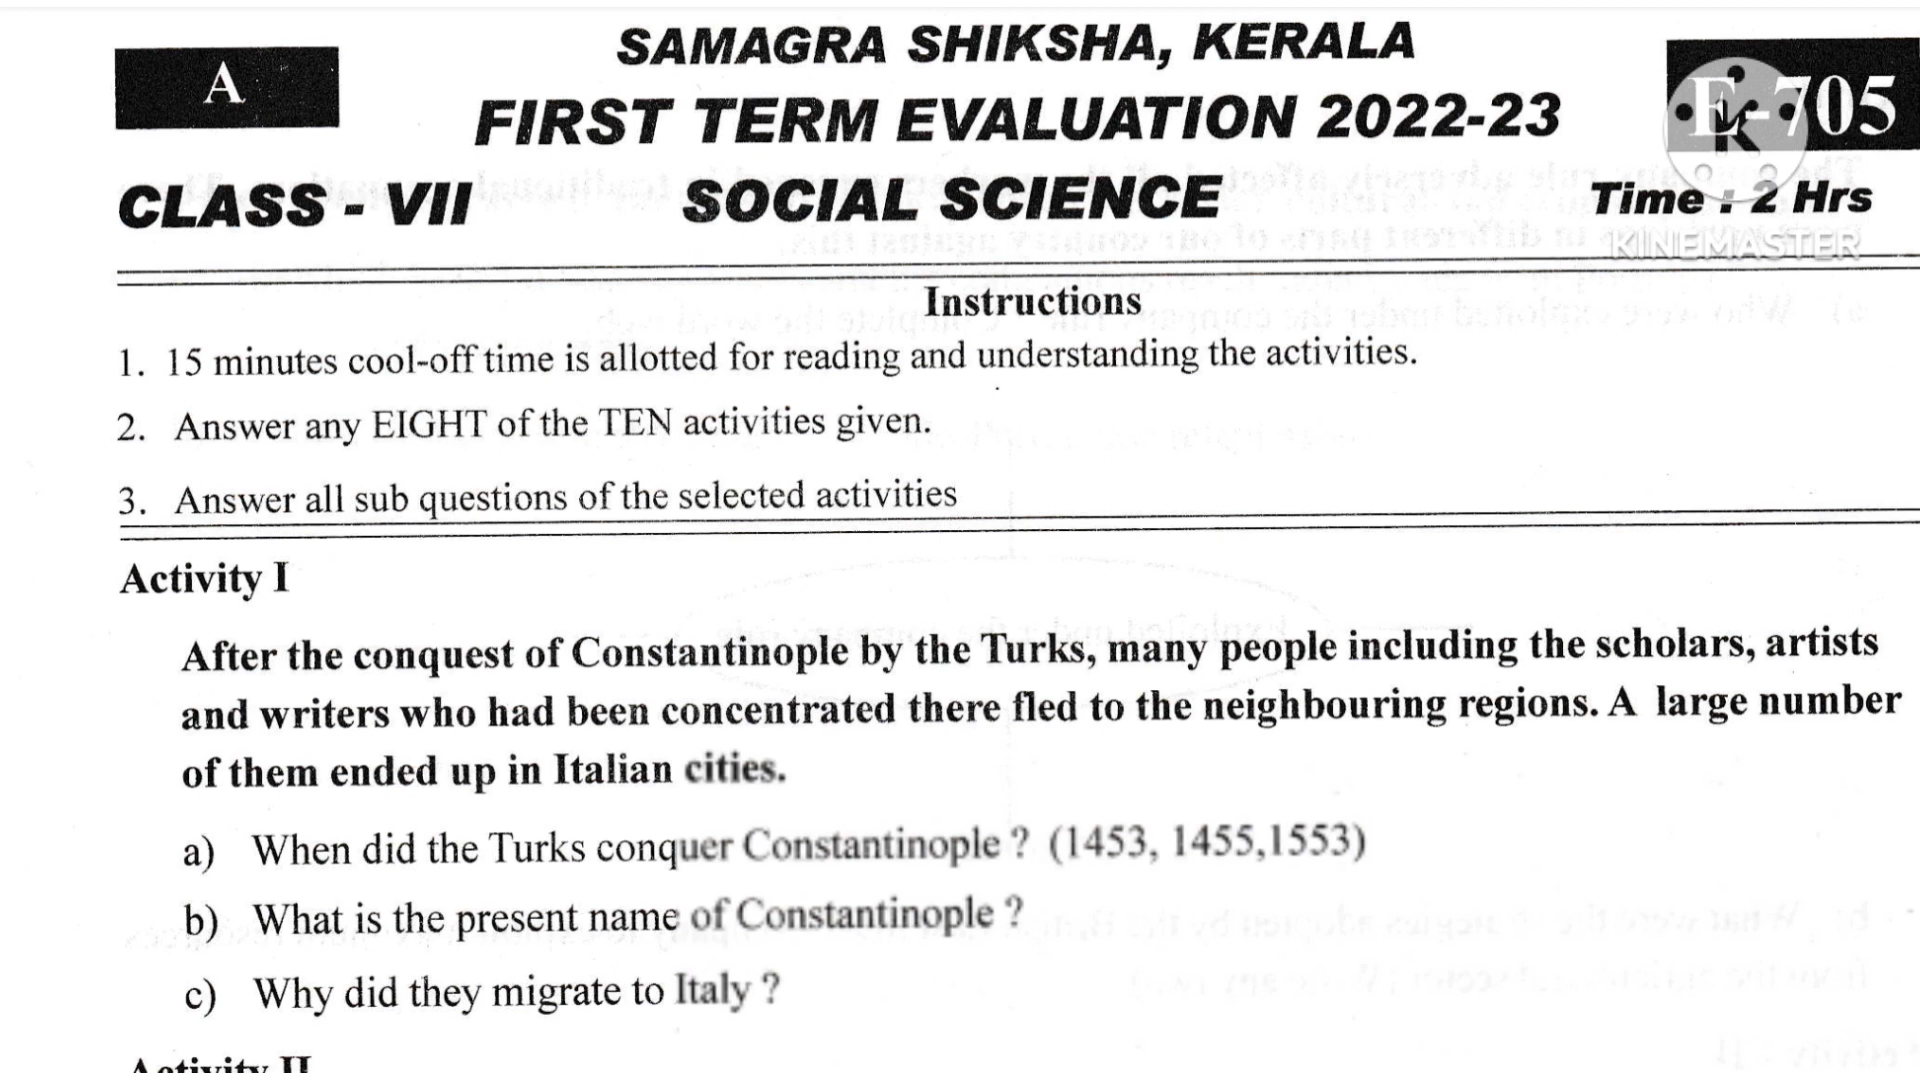 A
SAMAGRA SHIKSHA, KERALA
E-705
FIRST TERM EVALUATION 2022-23
CLASS - VII SOCIAL SCIENCE Time : 2 Hrs
KINEMASTER
Instructions
1. 15 minutes cool-off time is allotted for reading and understanding the activities.
2. Answer any EIGHT of the TEN activities given.
3. Answer all sub questions of the selected activities
Activity I
After the conquest of Constantinople by the Turks, many people including the scholars, artists
and writers who had been concentrated there fled to the neighbouring regions. A large number
of them ended up in Italian cities.
a) When did the Turks conquer Constantinople ? (1453, 1455,1553)
b) What is the present name of Constantinople ?
c) Why did they migrate to Italy ?
Activity II